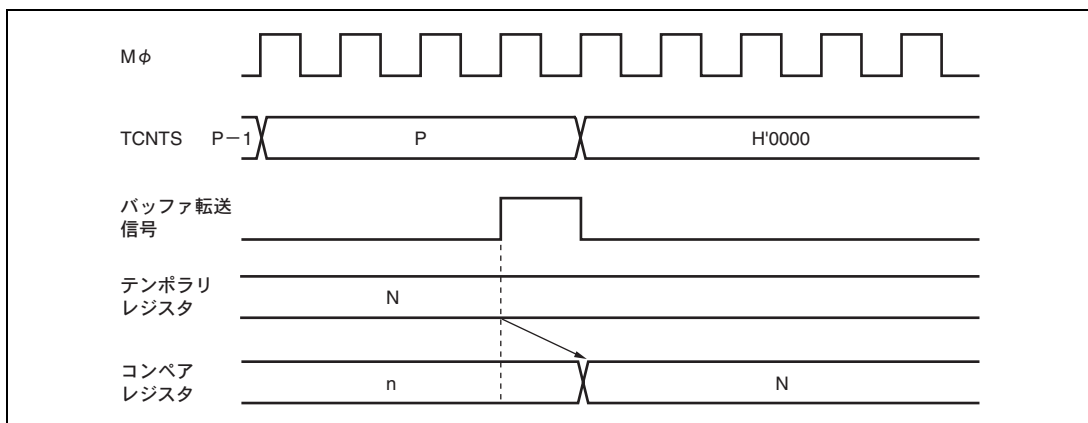 Mφ
TCNTS P－1 P H'0000
バッファ転送
信号
テンポラリ
レジスタ
N
コンペア
レジスタ
n N